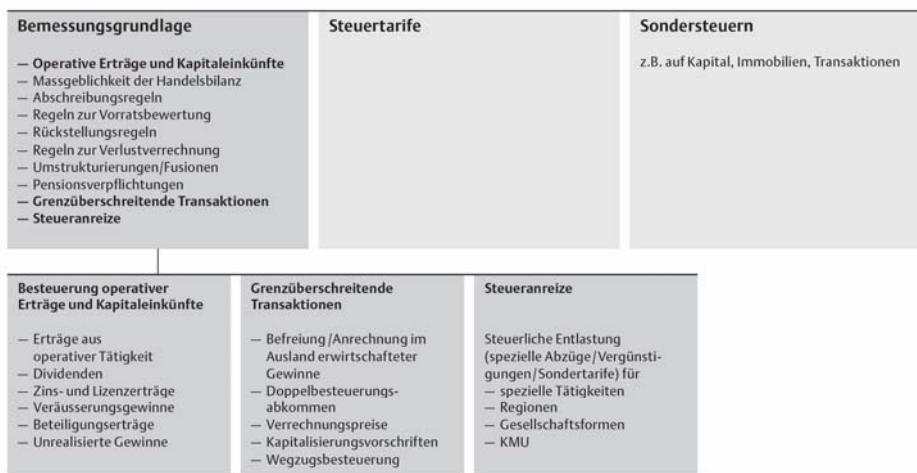 Bemessungsgrundlage
— Operative Erträge und Kapitaleinkünfte
— Massgeblichkeit der Handelsbilanz
— Abschreibungsregeln
— Regeln zur Vorratsbewertung
— Rückstellungsregeln
— Regeln zur Verlustverrechnung
— Umstrukturierungen/Fusionen
— Pensionsverpflichtungen
— Grenzüberschreitende Transaktionen
— Steueranreize
Steuertarife
Sondersteuern
z.B. auf Kapital, Immobilien, Transaktionen
Besteuerung operativer
Erträge und Kapitaleinkünfte
— Erträge aus
operativer Tätigkeit
— Dividenden
— Zins- und Lizenzerträge
— Veräusserungsgewinne
— Beteiligungserträge
— Unrealisierte Gewinne
Grenzüberschreitende
Transaktionen
— Befreiung/Anrechnung im
Ausland erwirtschafteter
Gewinne
— Doppelbesteuerungs-
abkommen
— Verrechnungspreise
— Kapitalisierungsvorschriften
— Wegzugsbesteuerung
Steueranreize
Steuerliche Entlastung
(spezielle Abzüge/Vergünsti-
gungen/Sondertarife) für
— spezielle Tätigkeiten
— Regionen
— Gesellschaftsformen
— KMU